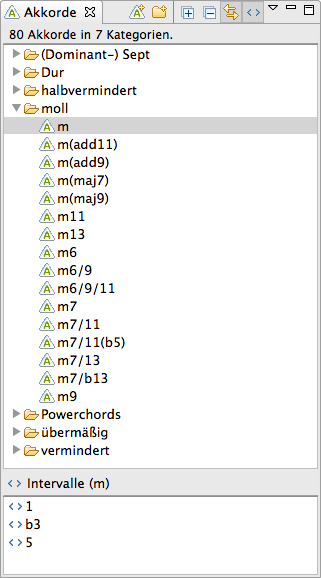 Akkorde
80 Akkorde in 7 Kategorien.
(Dominant-) Sept
Dur
halbvermindert
moll
m
m(add11)
m(add9)
m(maj7)
m(maj9)
m11
m13
m6
m6/9
m6/9/11
m7
m7/11
m7/11(b5)
m7/13
m7/b13
m9
Powerchords
übermäßig
vermindert
Intervalle (m)
1
b3
5